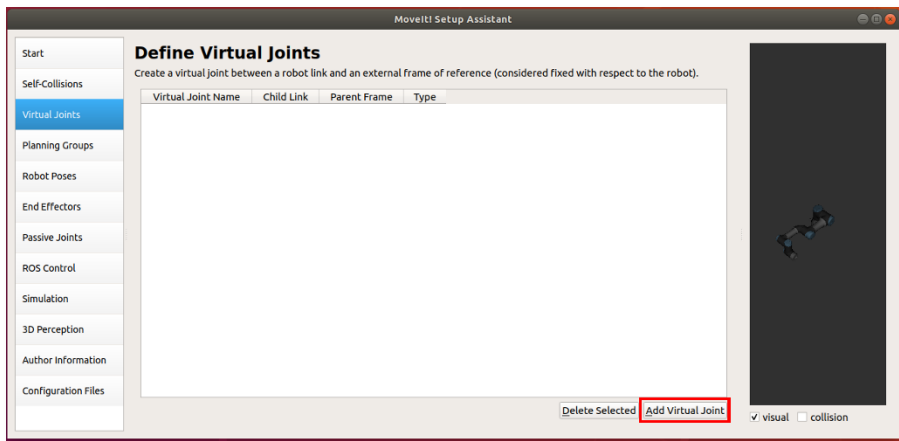 MoveIt! Setup Assistant
Start
Self-Collisions
Virtual Joints
Planning Groups
Robot Poses
End Effectors
Passive Joints
ROS Control
Simulation
3D Perception
Author Information
Configuration Files
Define Virtual Joints
Create a virtual joint between a robot link and an external frame of reference (considered fixed with respect to the robot).
Virtual Joint Name Child Link Parent Frame Type
Delete Selected Add Virtual Joint
visual collision